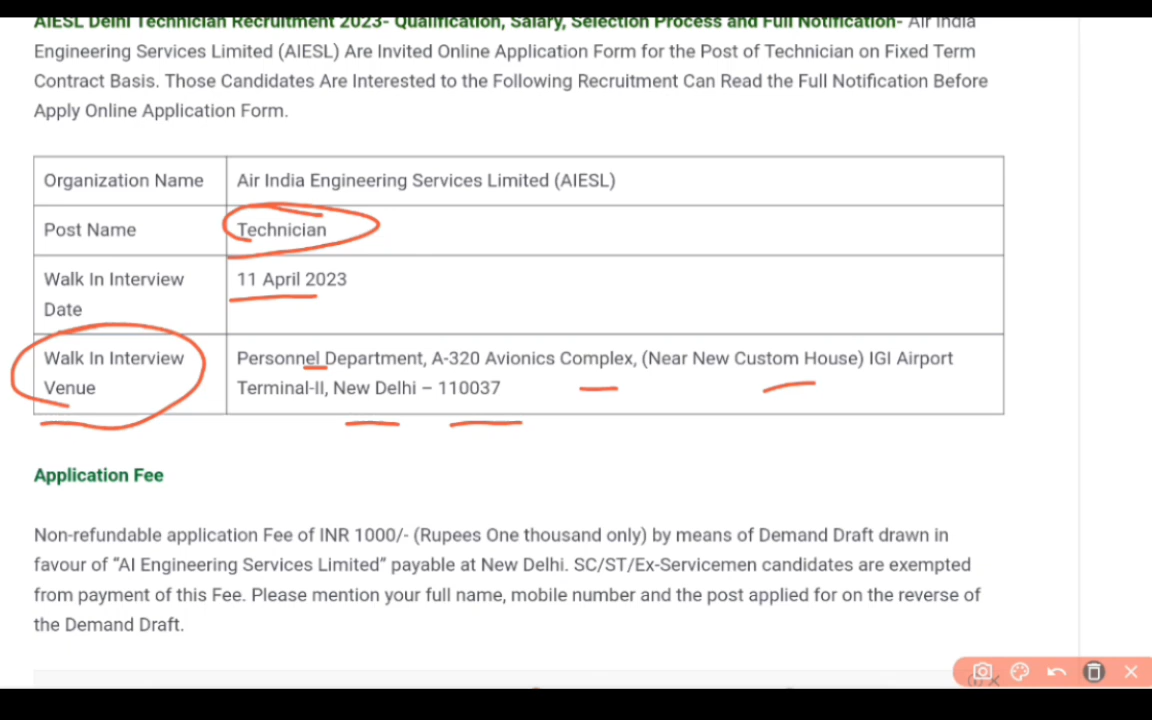 AIESL Delhi Technician Recruitment 2023- Qualification, Salary, Selection Process and Full Notification- Air India
Engineering Services Limited (AIESL) Are Invited Online Application Form for the Post of Technician on Fixed Term
Contract Basis. Those Candidates Are Interested to the Following Recruitment Can Read the Full Notification Before
Apply Online Application Form.
Organization Name Air India Engineering Services Limited (AIESL)
Post Name Technician
Walk In Interview 11 April 2023
Date
Walk In Interview Personnel Department, A-320 Avionics Complex, (Near New Custom House) IGI Airport
Venue Terminal-II, New Delhi – 110037
Application Fee
Non-refundable application Fee of INR 1000/- (Rupees One thousand only) by means of Demand Draft drawn in
favour of “AI Engineering Services Limited” payable at New Delhi. SC/ST/Ex-Servicemen candidates are exempted
from payment of this Fee. Please mention your full name, mobile number and the post applied for on the reverse of
the Demand Draft.